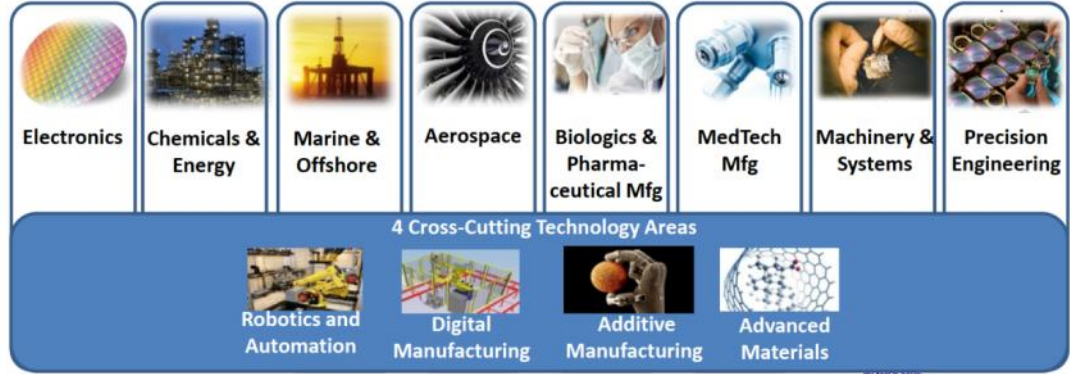 Electronics
Chemicals &
Energy
Marine &
Offshore
Aerospace
Biologics &
Pharma-
ceutical Mfg
MedTech
Mfg
Machinery &
Systems
Precision
Engineering
4 Cross-Cutting Technology Areas
Robotics and
Automation
Digital
Manufacturing
Additive
Manufacturing
Advanced
Materials